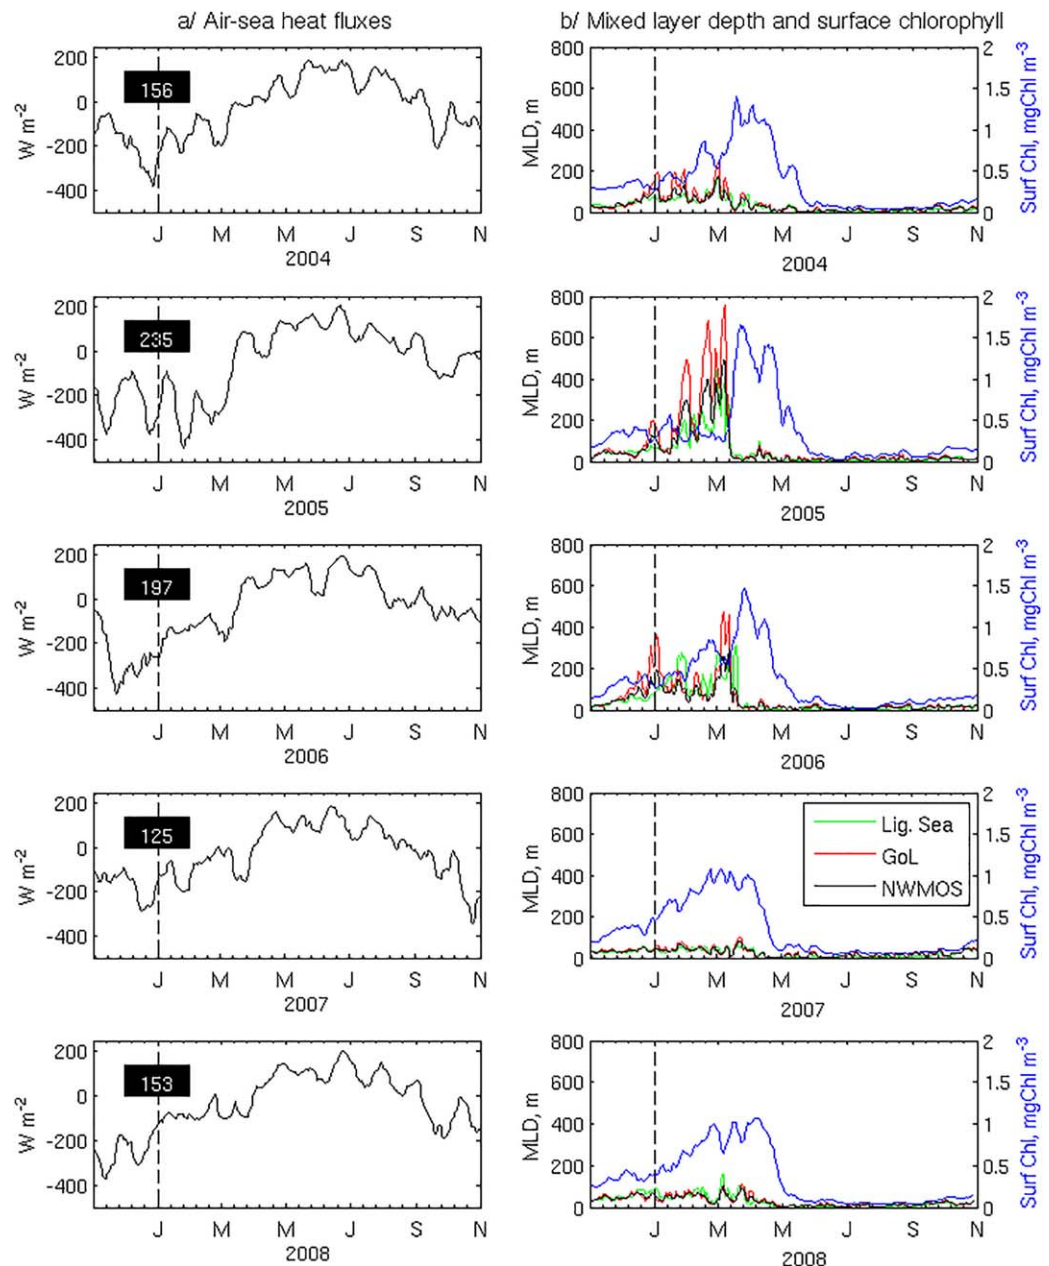 a/ Air-sea heat fluxes
b/ Mixed layer depth and surface chlorophyll
200
0
-200
-400
W m-2
156
J M M J S N
2004
800
600
400
200
0
MLD, m
2
1.5
1
0.5
0
Surf Chl, mgChl m-3
J M M J S N
2004
200
0
-200
-400
W m-2
235
J M M J S N
2005
800
600
400
200
0
MLD, m
2
1.5
1
0.5
0
Surf Chl, mgChl m-3
J M M J S N
2005
200
0
-200
-400
W m-2
197
J M M J S N
2006
800
600
400
200
0
MLD, m
2
1.5
1
0.5
0
Surf Chl, mgChl m-3
J M M J S N
2006
200
0
-200
-400
W m-2
125
J M M J S N
2007
800
600
400
200
0
MLD, m
Lig. Sea
GoL
NWMOS
2
1.5
1
0.5
0
Surf Chl, mgChl m-3
J M M J S N
2007
200
0
-200
-400
W m-2
153
J M M J S N
2008
800
600
400
200
0
MLD, m
2
1.5
1
0.5
0
Surf Chl, mgChl m-3
J M M J S N
2008